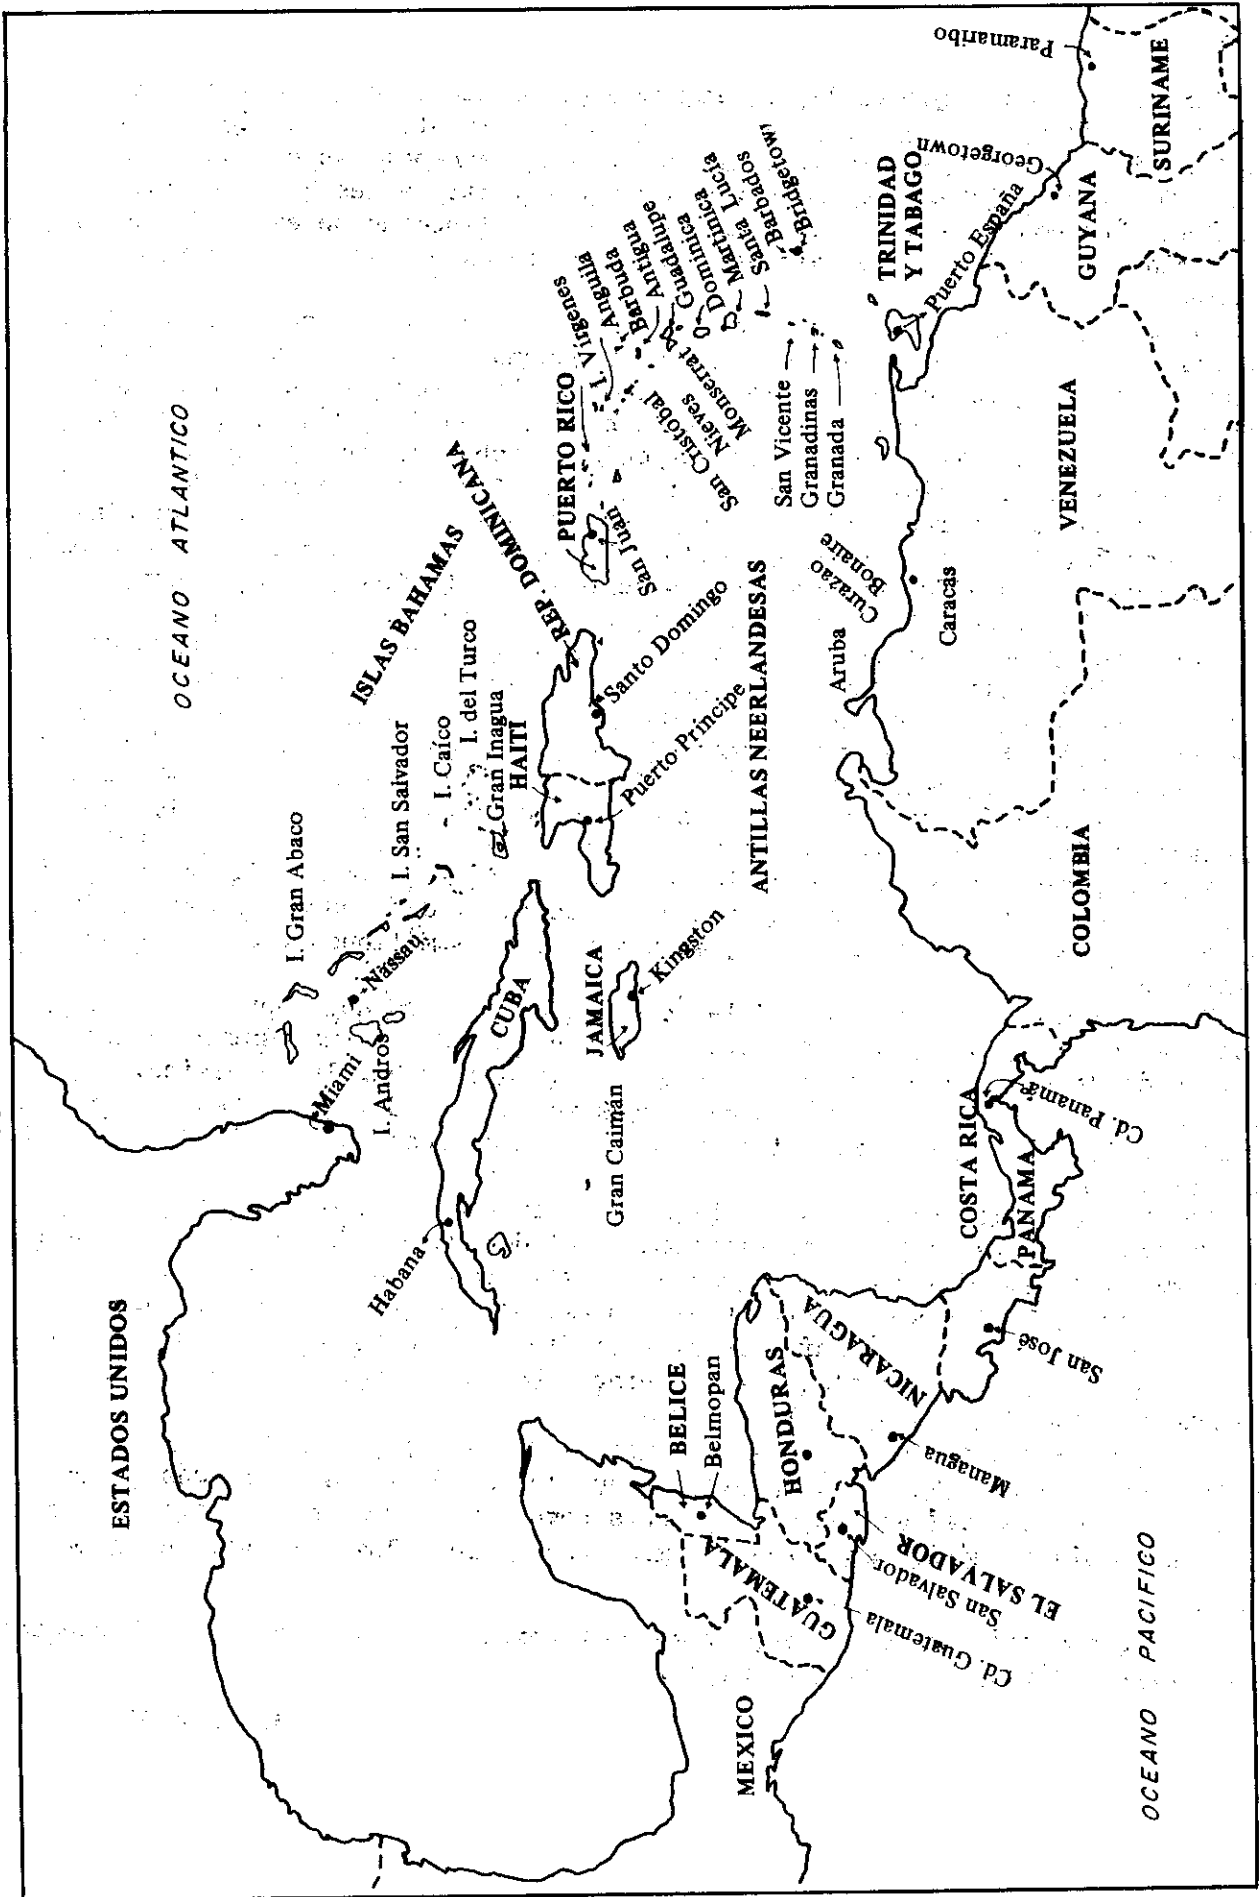 OCEANO ATLANTICO
ESTADOS UNIDOS
ISLAS BAHAMAS
I. Gran Abaco
Miami
Nassau
I. Andros
I. San Salvador
I. Caíco
I. del Turco
Gran Inagua
Habana
CUBA
HAITI
REP. DOMINICANA
PUERTO RICO
I. Vírgenes
Anguila
Barbuda
Antigua
Guadalupe
Dominica
Martinica
Santa Lucía
Barbados
San Juan
Santo Domingo
Puerto Príncipe
JAMAICA
Kingston
Gran Caimán
San Cristóbal
Nieves
Monserrat
San Vicente
Granadinas
Granada
ANTILLAS NEERLANDESAS
Aruba
Curazao
Bonaire
TRINIDAD
Y TABAGO
Puerto España
Georgetown
Paramaribo
MEXICO
BELICE
Belmopan
GUATEMALA
HONDURAS
NICARAGUA
Cd. Guatemala
San Salvador
EL SALVADOR
Managua
San José
COSTA RICA
PANAMA
Cd. Panamá
COLOMBIA
Caracas
VENEZUELA
GUYANA
SURINAME
OCEANO PACIFICO